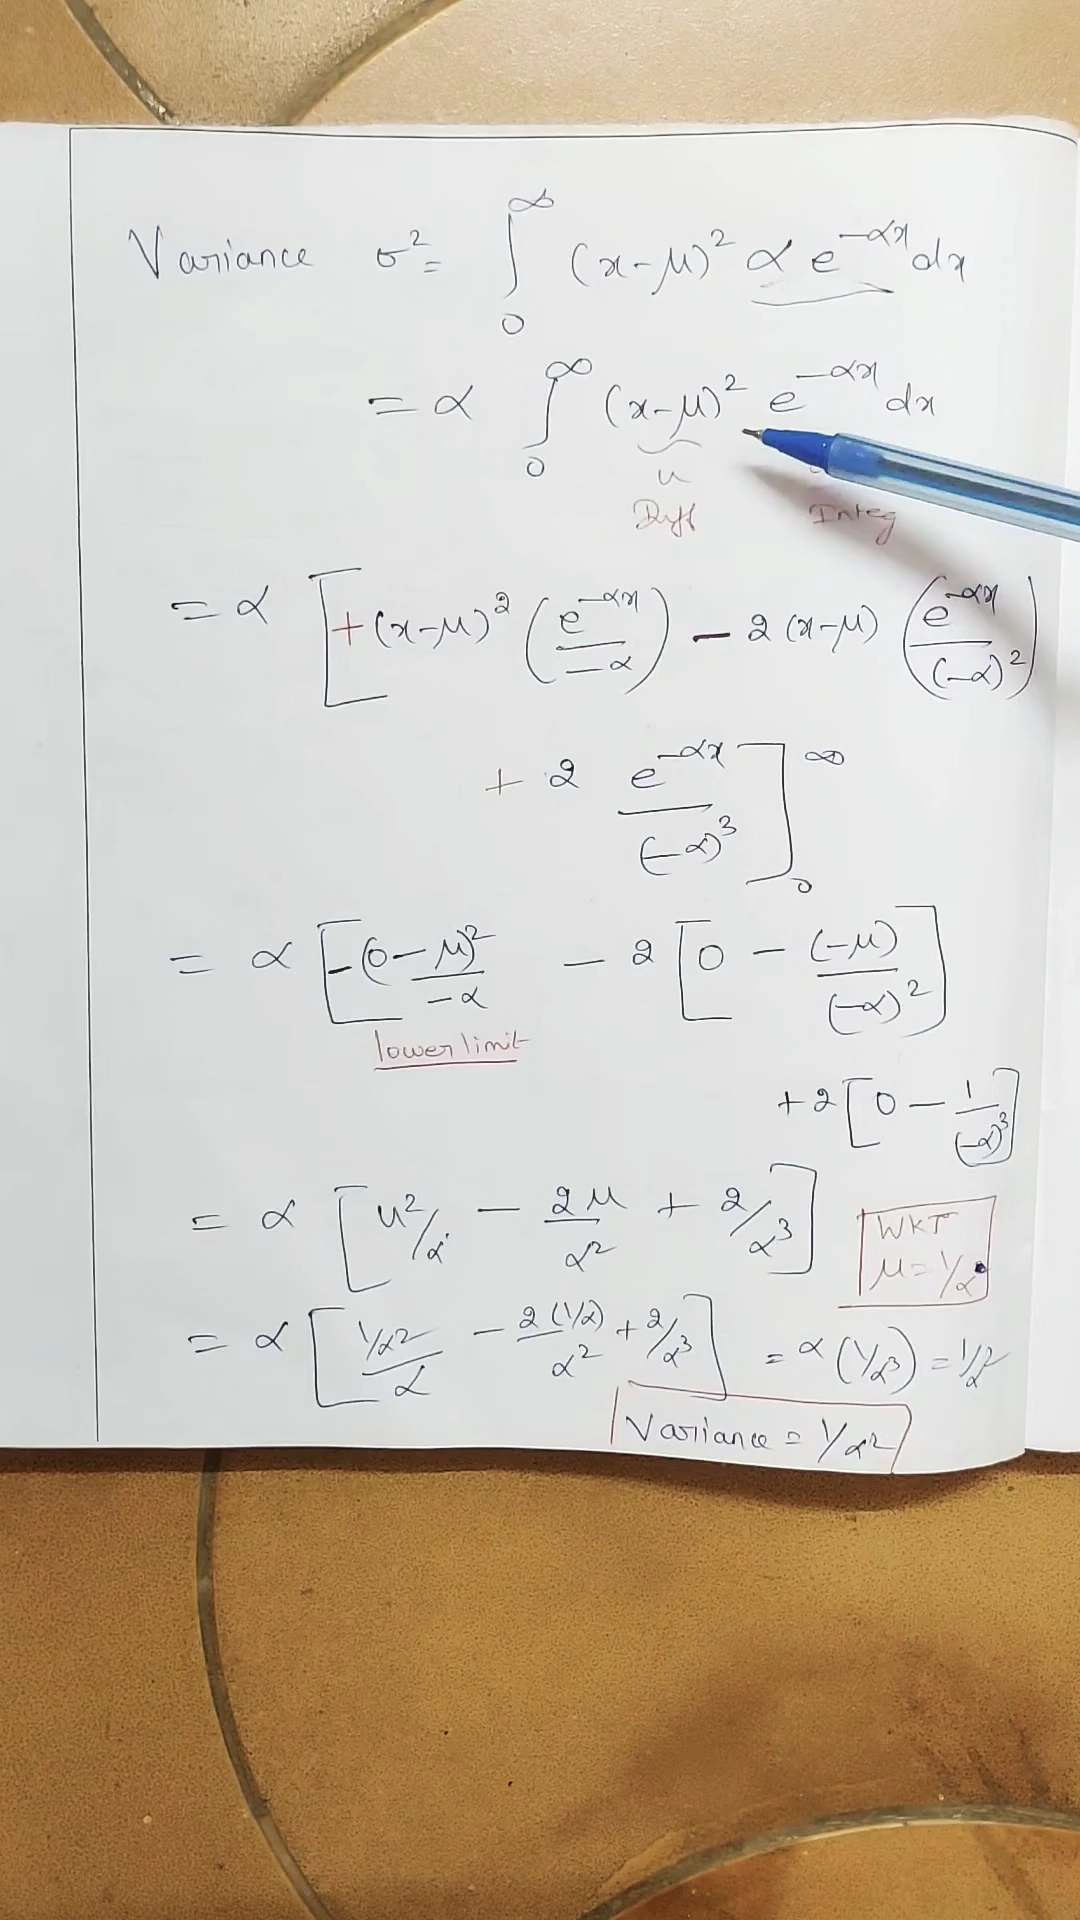 Variance σ² = ∫₀^∞ (x-μ)² α e^{-αx} dx
= α ∫₀^∞ (x-μ)² e^{-αx} dx
u
Diff Integ
= α [ +(x-μ)² (e^{-αx}/-α) - 2(x-μ) (e^{-αx}/(-α)²)
+ 2 e^{-αx}/(-α)³ ]₀^∞
= α [ -(0-μ)²/-α - 2 [ 0 - (-μ)/(-α)² ]
lower limit
+2 [ 0 - 1/(-α)³ ]
= α [ μ²/α - 2μ/α² + 2/α³ ]
WKT
μ = 1/α
= α [ 1/α²/α - 2(1/α)/α² + 2/α³ ] = α (1/α³) = 1/α²
Variance = 1/α²